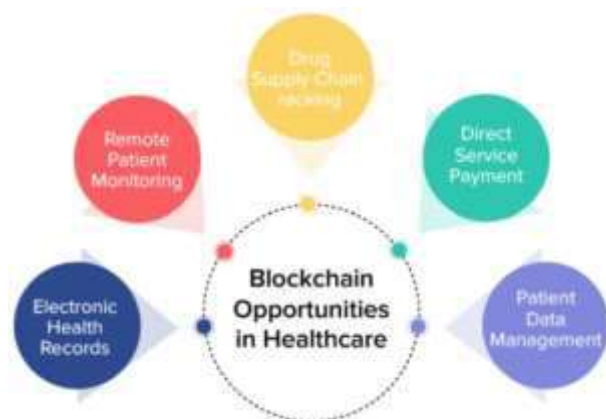 Drug
Supply Chain
racking
Remote
Patient
Monitoring
Direct
Service
Payment
Blockchain
Opportunities
in Healthcare
Electronic
Health
Records
Patient
Data
Management